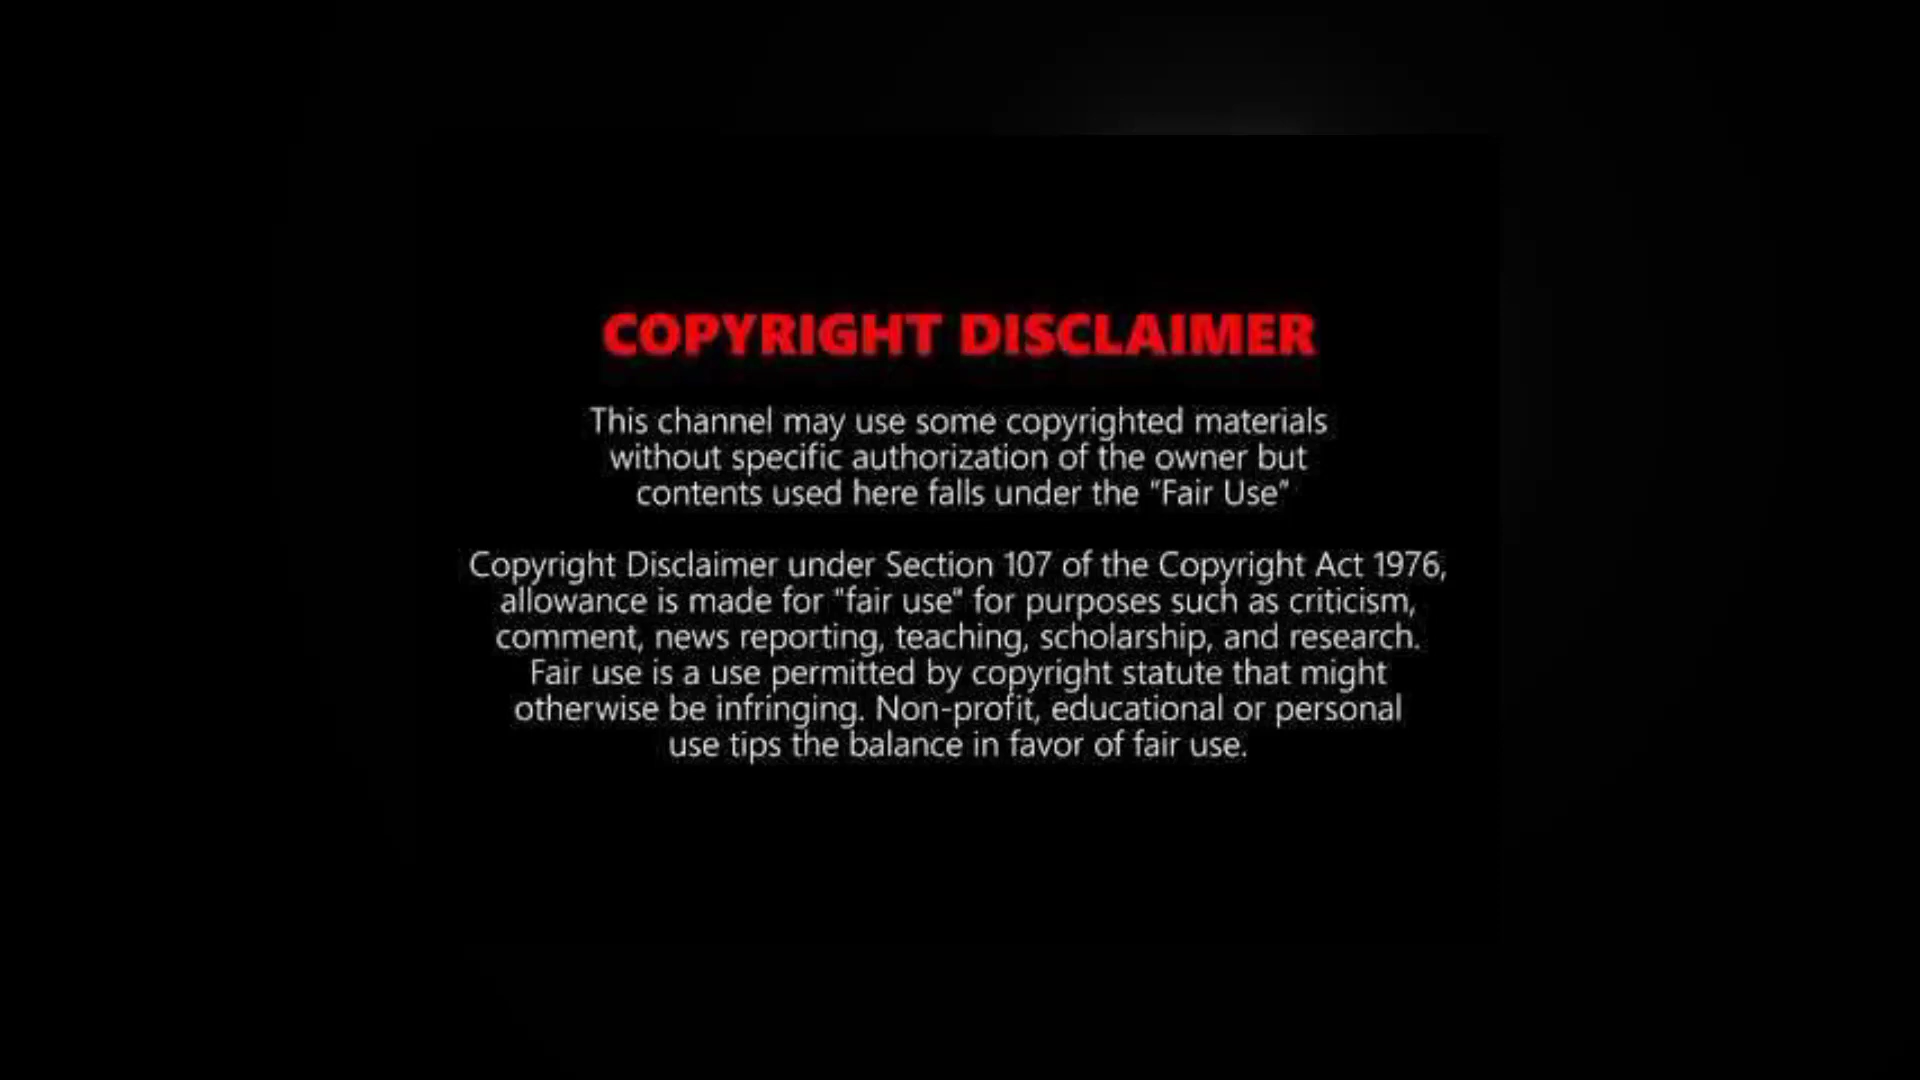 COPYRIGHT DISCLAIMER
This channel may use some copyrighted materials
without specific authorization of the owner but
contents used here falls under the "Fair Use"
Copyright Disclaimer under Section 107 of the Copyright Act 1976,
allowance is made for "fair use" for purposes such as criticism,
comment, news reporting, teaching, scholarship, and research.
Fair use is a use permitted by copyright statute that might
otherwise be infringing. Non-profit, educational or personal
use tips the balance in favor of fair use.